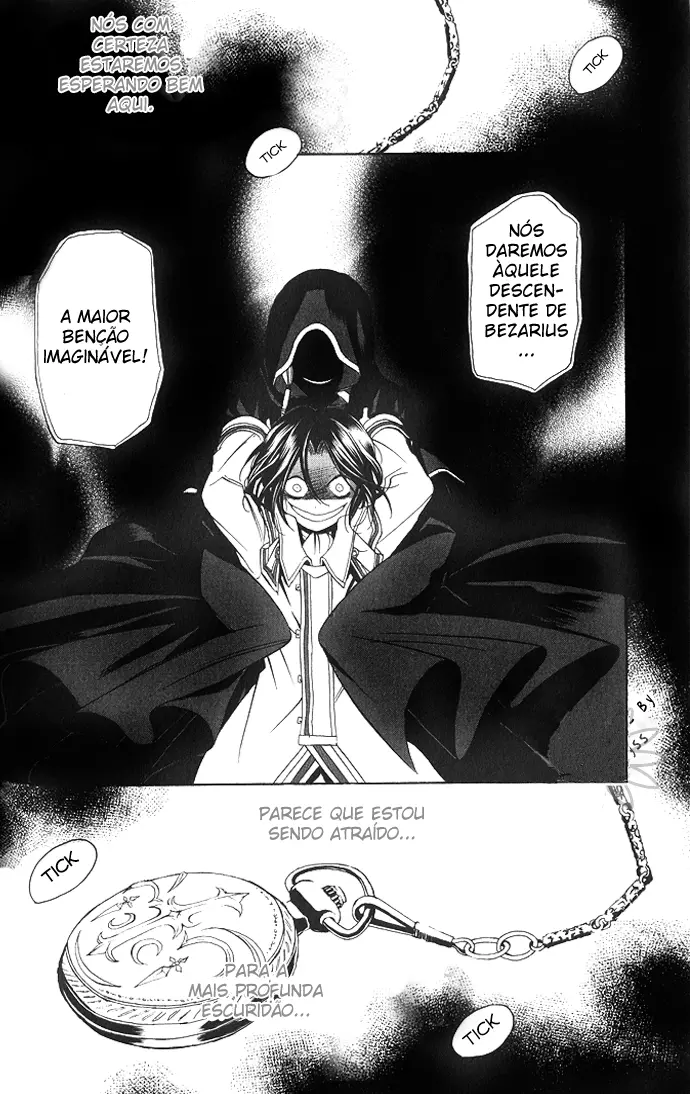 NÓS COM
CERTEZA
ESTAREMOS
ESPERANDO BEM
AQUI.
TICK
TICK
NÓS
DAREMOS
ÀQUELE
DESCEN-
DENTE DE
BEZARIUS
...
A MAIOR
BENÇÃO
IMAGINÁVEL!
BY
PARECE QUE ESTOU
SENDO ATRAÍDO...
TICK
PARA A
MAIS PROFUNDA
ESCURIDÃO...
TICK